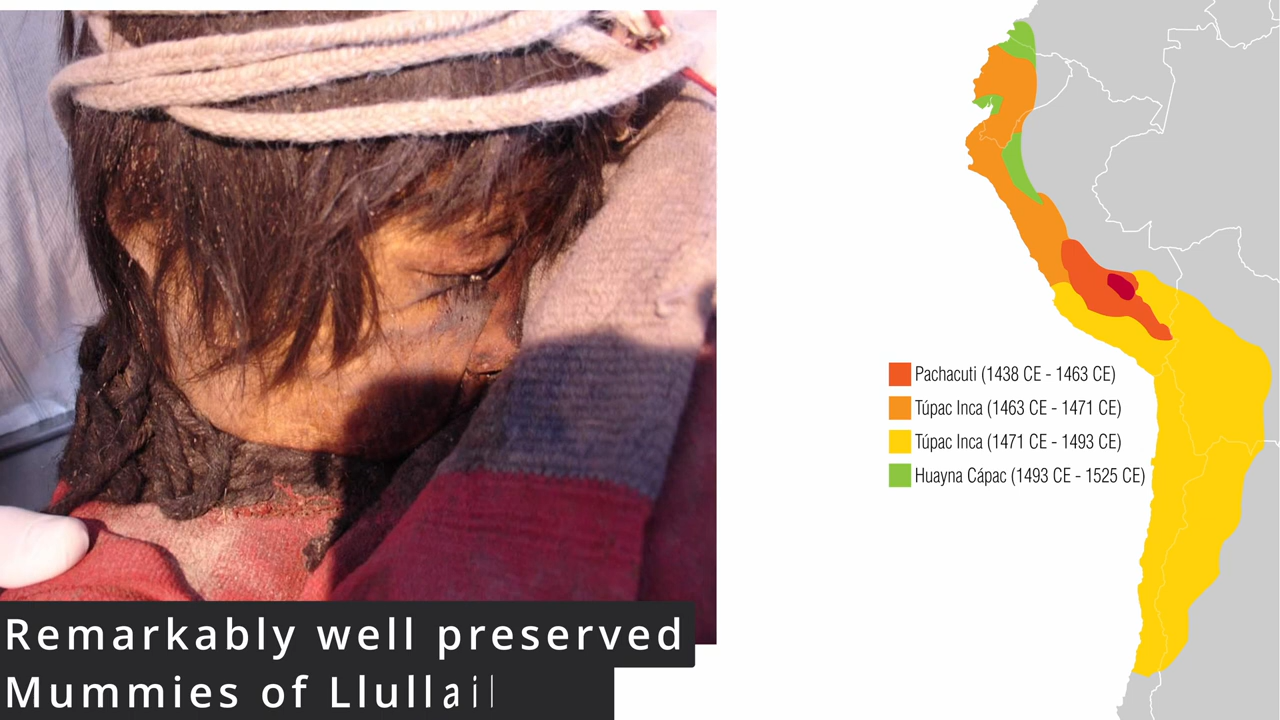 Remarkably well preserved
Mummies of Llullail
Pachacuti (1438 CE - 1463 CE)
Túpac Inca (1463 CE - 1471 CE)
Túpac Inca (1471 CE - 1493 CE)
Huayna Cápac (1493 CE - 1525 CE)